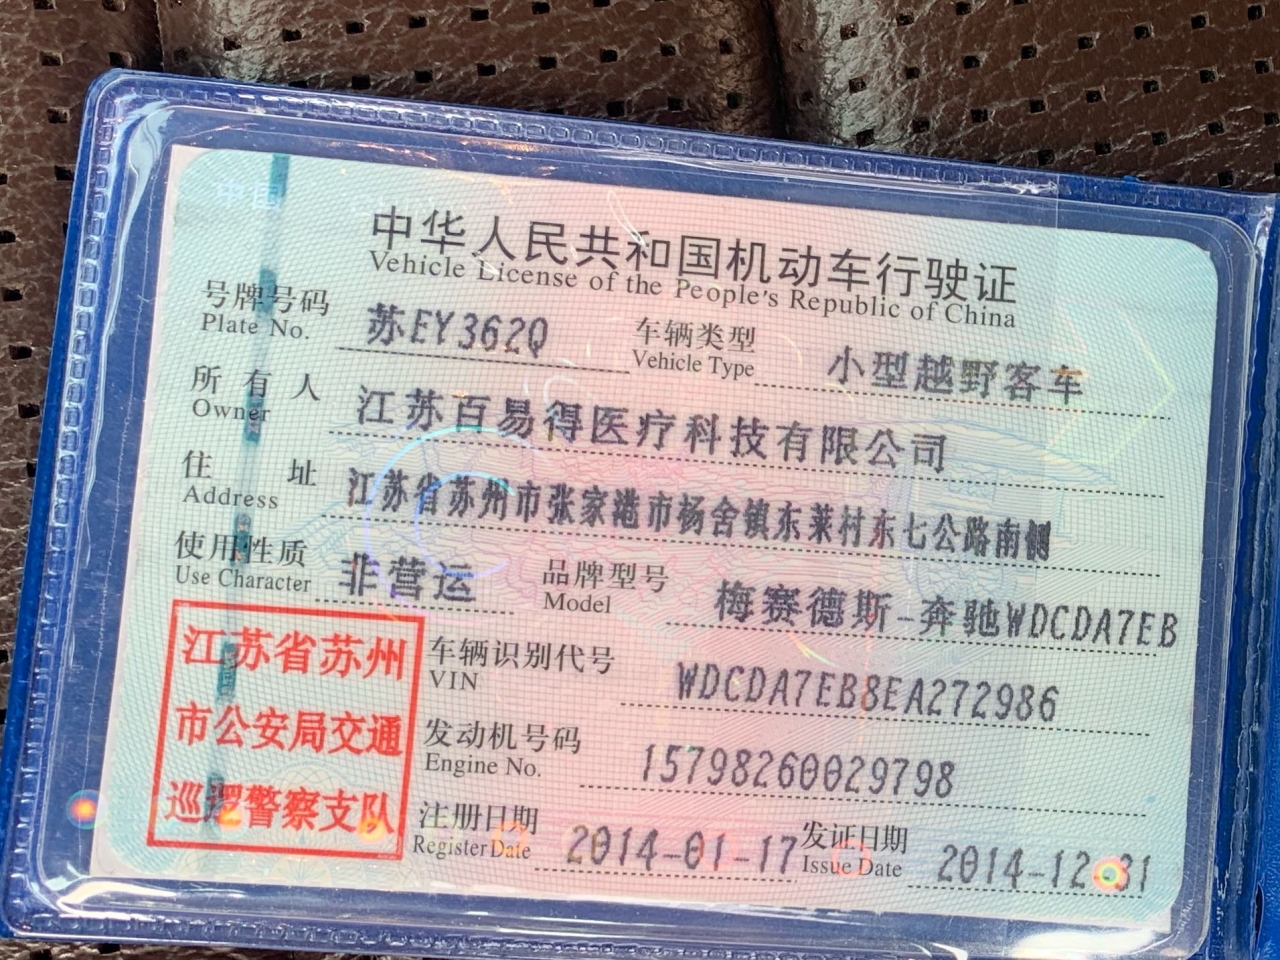 中国
中华人民共和国机动车行驶证
Vehicle License of the People's Republic of China
号牌号码 苏EY362Q 车辆类型 小型越野客车
Plate No. Vehicle Type
所有人 江苏百易得医疗科技有限公司
Owner
住址 江苏省苏州市张家港市杨舍镇东莱村东七公路南侧
Address
使用性质 非营运 品牌型号 梅赛德斯-奔驰WDCDA7EB
Use Character Model
江苏省苏州
市公安局交通
巡逻警察支队
车辆识别代号 WDCDA7EB8EA272986
VIN
发动机号码 15798260029798
Engine No.
注册日期 2014-01-17 发证日期 2014-12-31
Register Date Issue Date